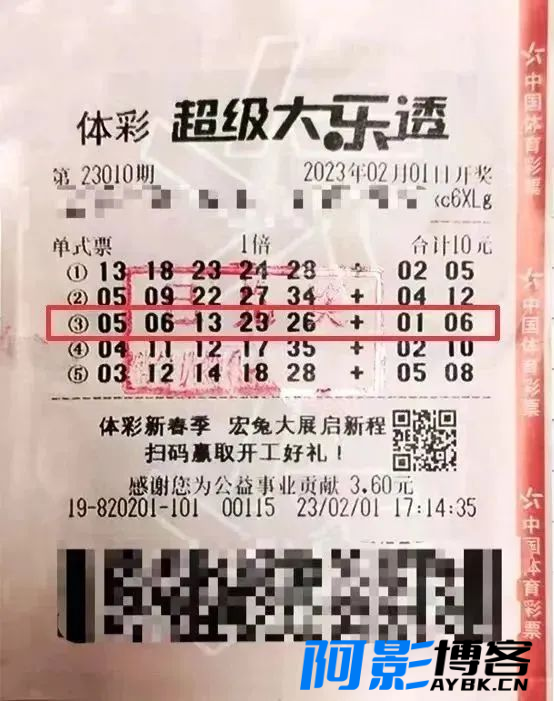 体彩 超级大乐透
第 23010期 2023年02月01日开奖
c6XLg
单式票 1倍 合计10元
① 13 18 23 24 28 + 02 05
② 05 09 22 27 34 + 04 12
③ 05 06 13 23 26 + 01 06
④ 04 11 12 17 35 + 02 10
⑤ 03 12 14 18 28 + 05 08
体彩新春季 宏兔大展启新程
扫码赢取开工好礼！
感谢您为公益事业贡献 3.60元
19-820201-101 00115 23/02/01 17:14:35
中国体育彩票
中国体育彩票
中国体育彩票
阿影博客
AYBK.CN